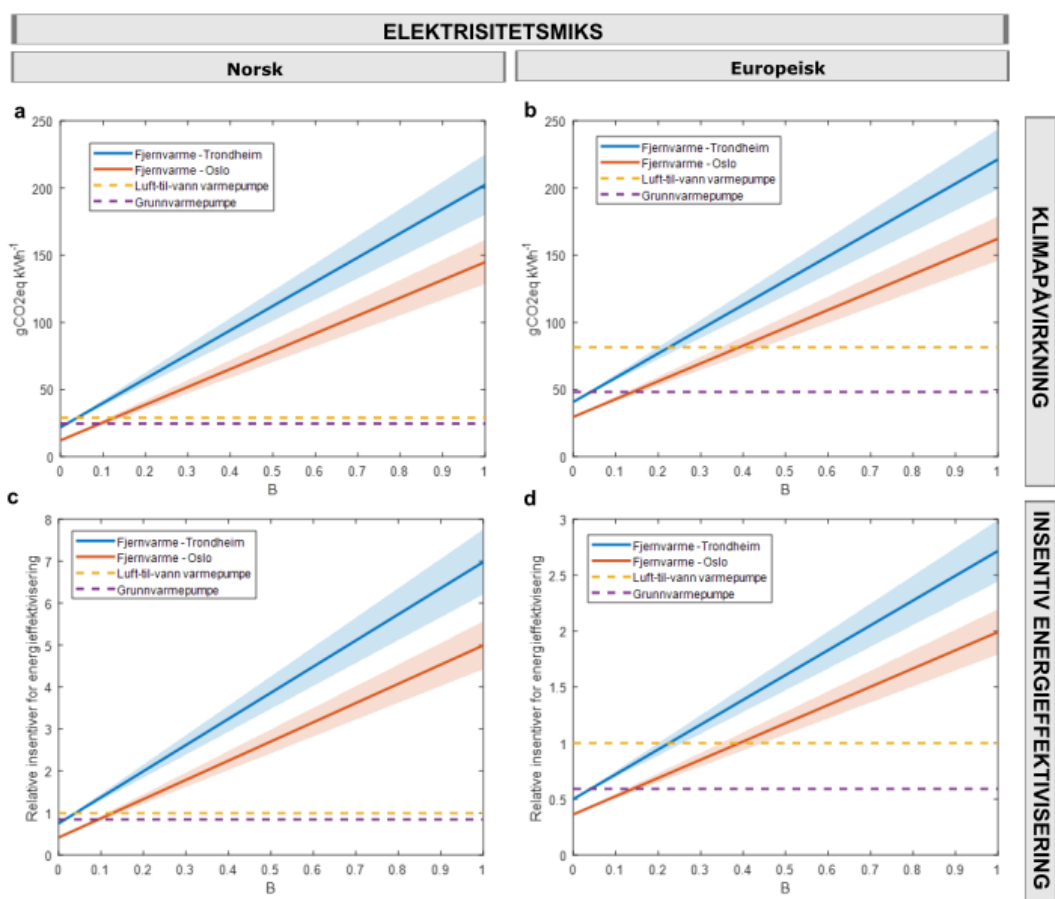 ELEKTRISITETSMIKS
Norsk
Europeisk
a
250
200
150
100
50
0
gCO2eq kWh⁻¹
Fjernvarme - Trondheim
Fjernvarme - Oslo
Luft-til-vann varmepumpe
Grunnvarmepumpe
0 0.1 0.2 0.3 0.4 0.5 0.6 0.7 0.8 0.9 1
B
b
250
200
150
100
50
0
gCO2eq kWh⁻¹
Fjernvarme - Trondheim
Fjernvarme - Oslo
Luft-til-vann varmepumpe
Grunnvarmepumpe
0 0.1 0.2 0.3 0.4 0.5 0.6 0.7 0.8 0.9 1
B
KLIMAPÅVIRKNING
c
8
7
6
5
4
3
2
1
0
Relative insentiver for energieffektivisering
Fjernvarme - Trondheim
Fjernvarme - Oslo
Luft-til-vann varmepumpe
Grunnvarmepumpe
0 0.1 0.2 0.3 0.4 0.5 0.6 0.7 0.8 0.9 1
B
d
3
2.5
2
1.5
1
0.5
0
Relative insentiver for energieffektivisering
Fjernvarme - Trondheim
Fjernvarme - Oslo
Luft-til-vann varmepumpe
Grunnvarmepumpe
0 0.1 0.2 0.3 0.4 0.5 0.6 0.7 0.8 0.9 1
B
INSENTIV ENERGIEFFEKTIVISERING